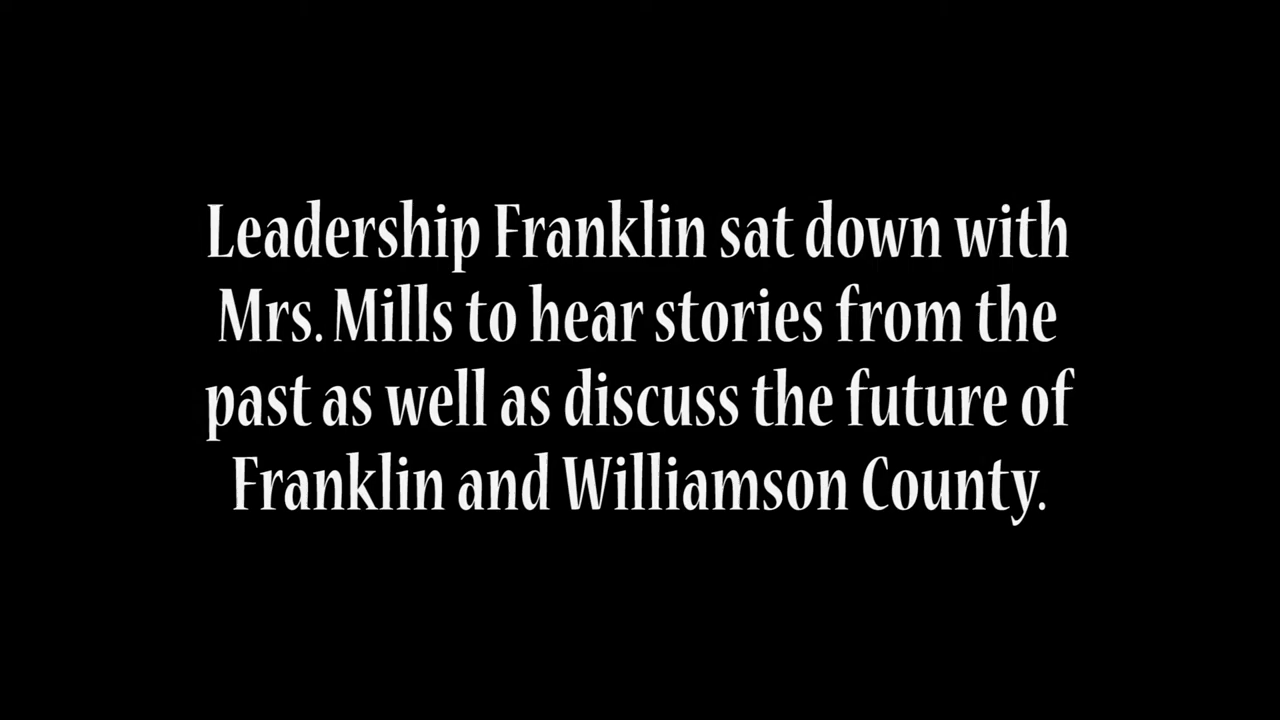 Leadership Franklin sat down with
Mrs. Mills to hear stories from the
past as well as discuss the future of
Franklin and Williamson County.